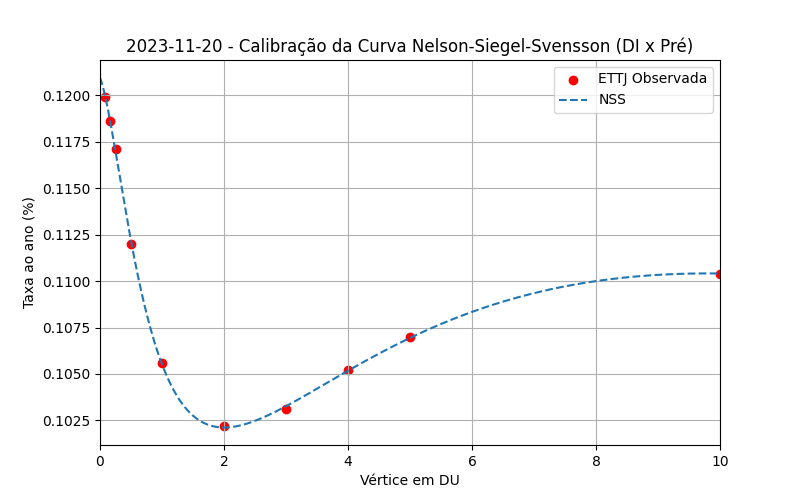 2023-11-20 - Calibração da Curva Nelson-Siegel-Svensson (DI x Pré)
ETTJ Observada
NSS
Taxa ao ano (%)
0.1200
0.1175
0.1150
0.1125
0.1100
0.1075
0.1050
0.1025
0 2 4 6 8 10
Vértice em DU